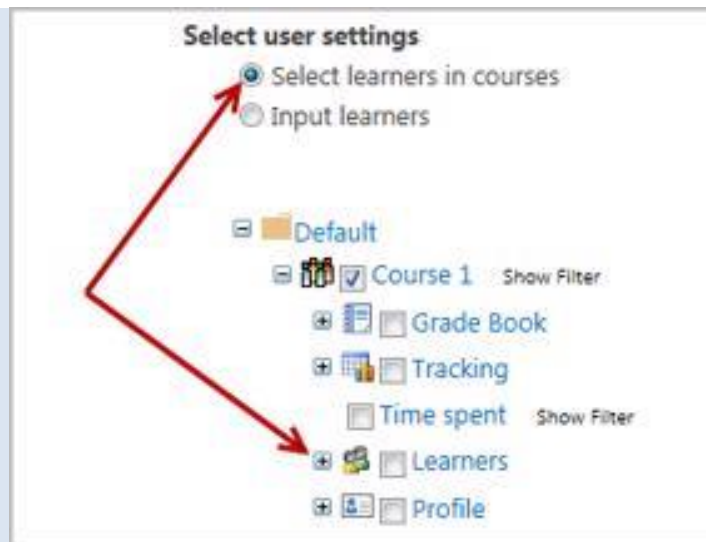 Select user settings
Select learners in courses
Input learners
Default
Course 1 Show Filter
Grade Book
Tracking
Time spent Show Filter
Learners
Profile